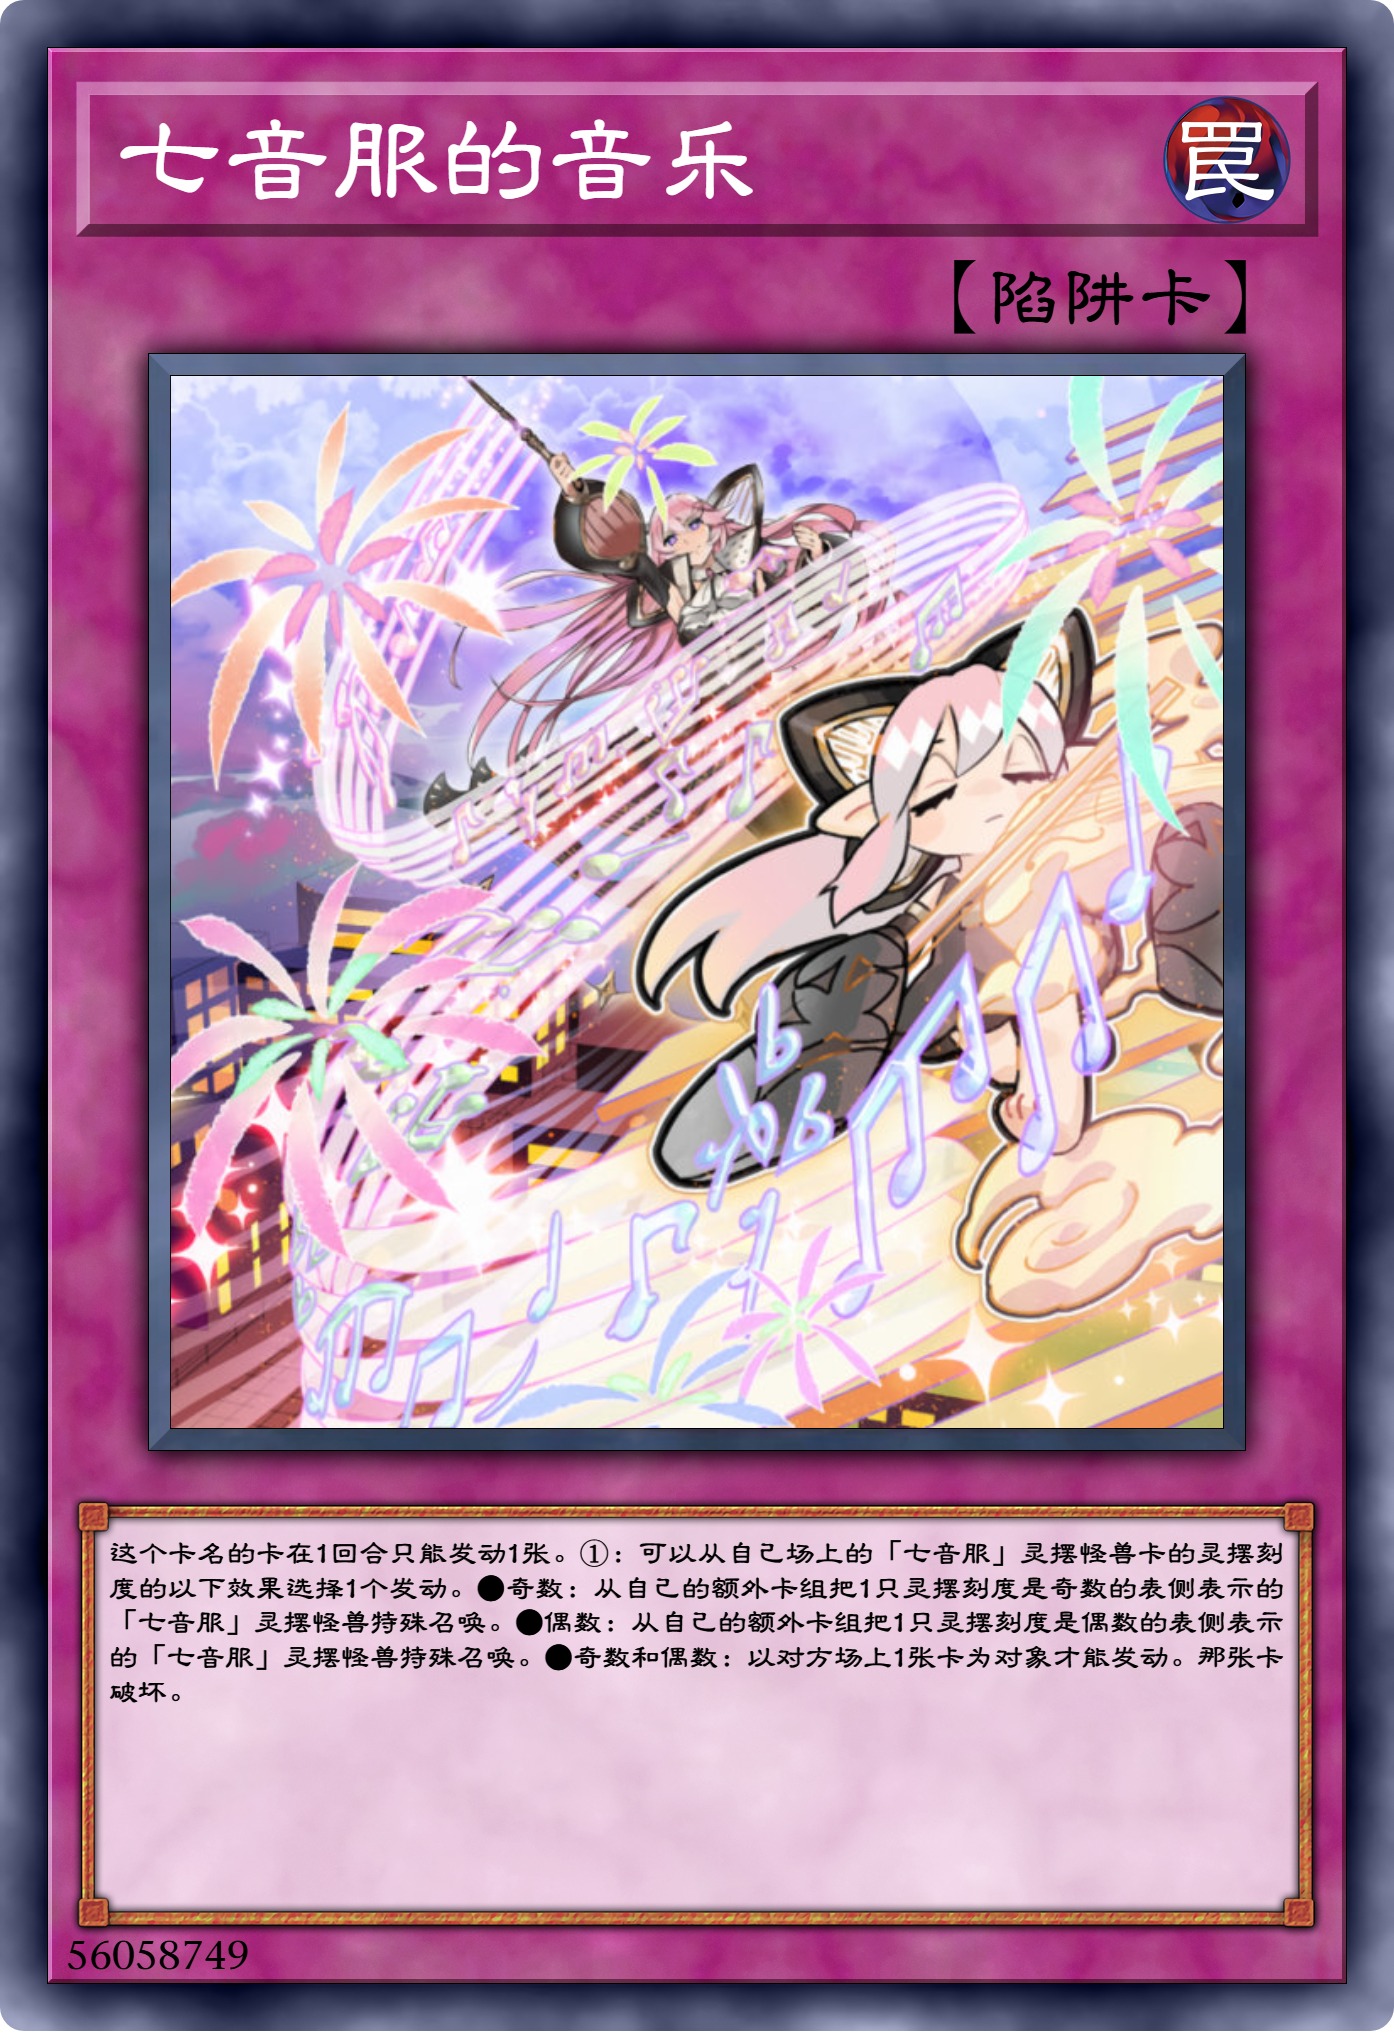 七音服的音乐
罠
【陷阱卡】
这个卡名的卡在1回合只能发动1张。①：可以从自己场上的「七音服」灵摆怪兽卡的灵摆刻
度的以下效果选择1个发动。●奇数：从自己的额外卡组把1只灵摆刻度是奇数的表侧表示的
「七音服」灵摆怪兽特殊召唤。●偶数：从自己的额外卡组把1只灵摆刻度是偶数的表侧表示
的「七音服」灵摆怪兽特殊召唤。●奇数和偶数：以对方场上1张卡为对象才能发动。那张卡
破坏。
56058749